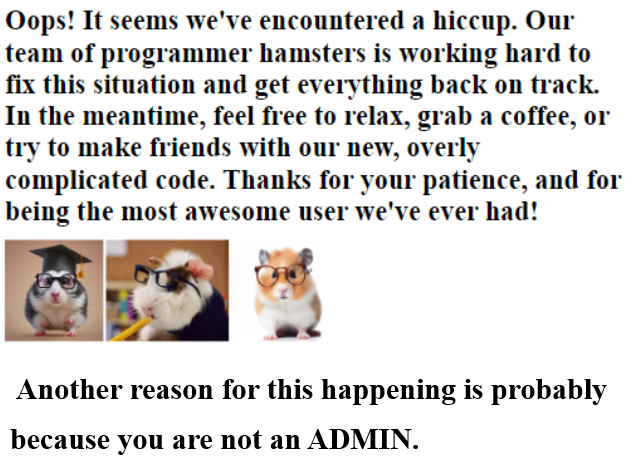 Oops! It seems we've encountered a hiccup. Our
team of programmer hamsters is working hard to
fix this situation and get everything back on track.
In the meantime, feel free to relax, grab a coffee, or
try to make friends with our new, overly
complicated code. Thanks for your patience, and for
being the most awesome user we've ever had!
Another reason for this happening is probably
because you are not an ADMIN.